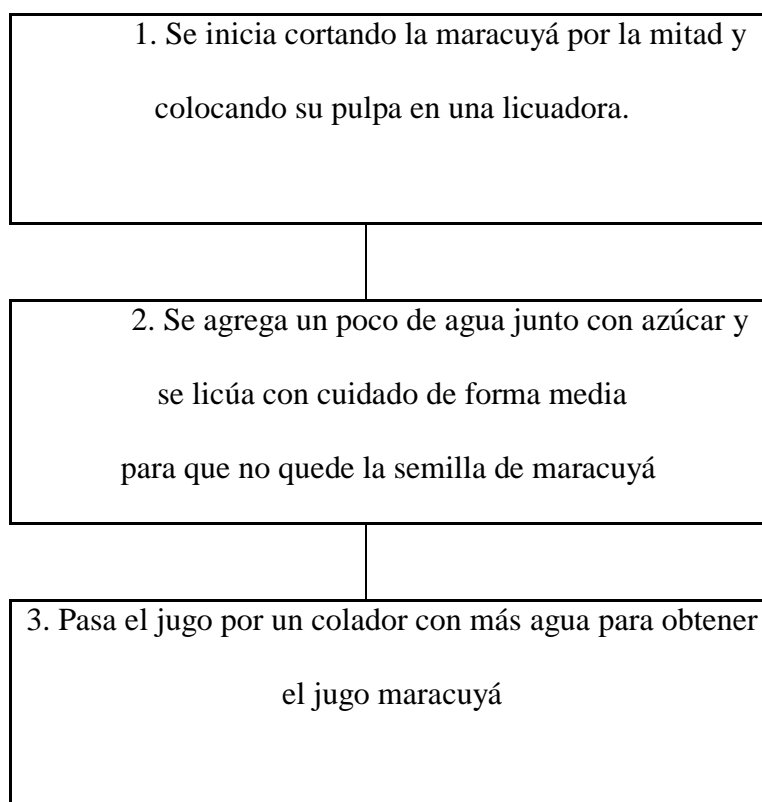 1. Se inicia cortando la maracuyá por la mitad y
colocando su pulpa en una licuadora.
2. Se agrega un poco de agua junto con azúcar y
se licúa con cuidado de forma media
para que no quede la semilla de maracuyá
3. Pasa el jugo por un colador con más agua para obtener
el jugo maracuyá